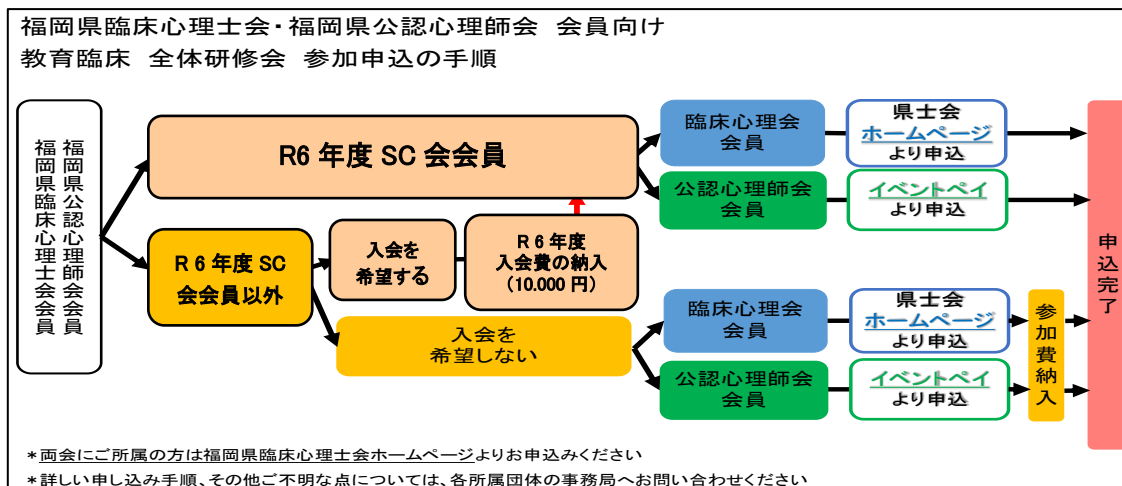 福岡県臨床心理士会・福岡県公認心理師会 会員向け
教育臨床 全体研修会 参加申込の手順
福岡県公認心理師会会員
福岡県臨床心理士会会員
R6 年度 SC 会会員
臨床心理会
会員
県士会
ホームページ
より申込
公認心理師会
会員
イベントペイ
より申込
R 6 年度 SC
会会員以外
入会を
希望する
R 6 年度
入会費の納入
(10.000 円)
入会を
希望しない
臨床心理会
会員
県士会
ホームページ
より申込
公認心理師会
会員
イベントペイ
より申込
参加費納入
申込完了
*両会にご所属の方は福岡県臨床心理士会ホームページよりお申込みください
*詳しい申し込み手順、その他ご不明な点については、各所属団体の事務局へお問い合わせください